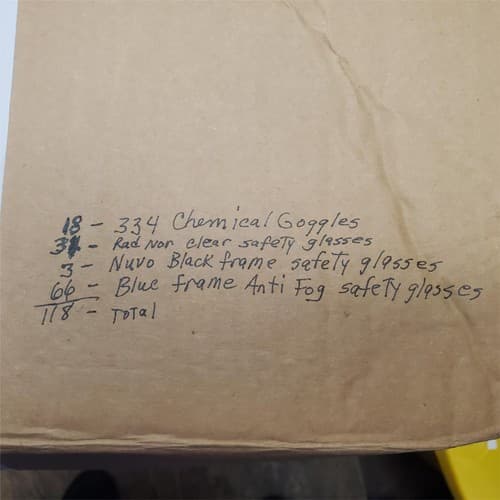 18 - 334 Chemical Goggles
31 - Rad Nor clear safety glasses
3 - Nuvo Black frame safety glasses
66 - Blue frame Anti Fog safety glasses
118 - Total